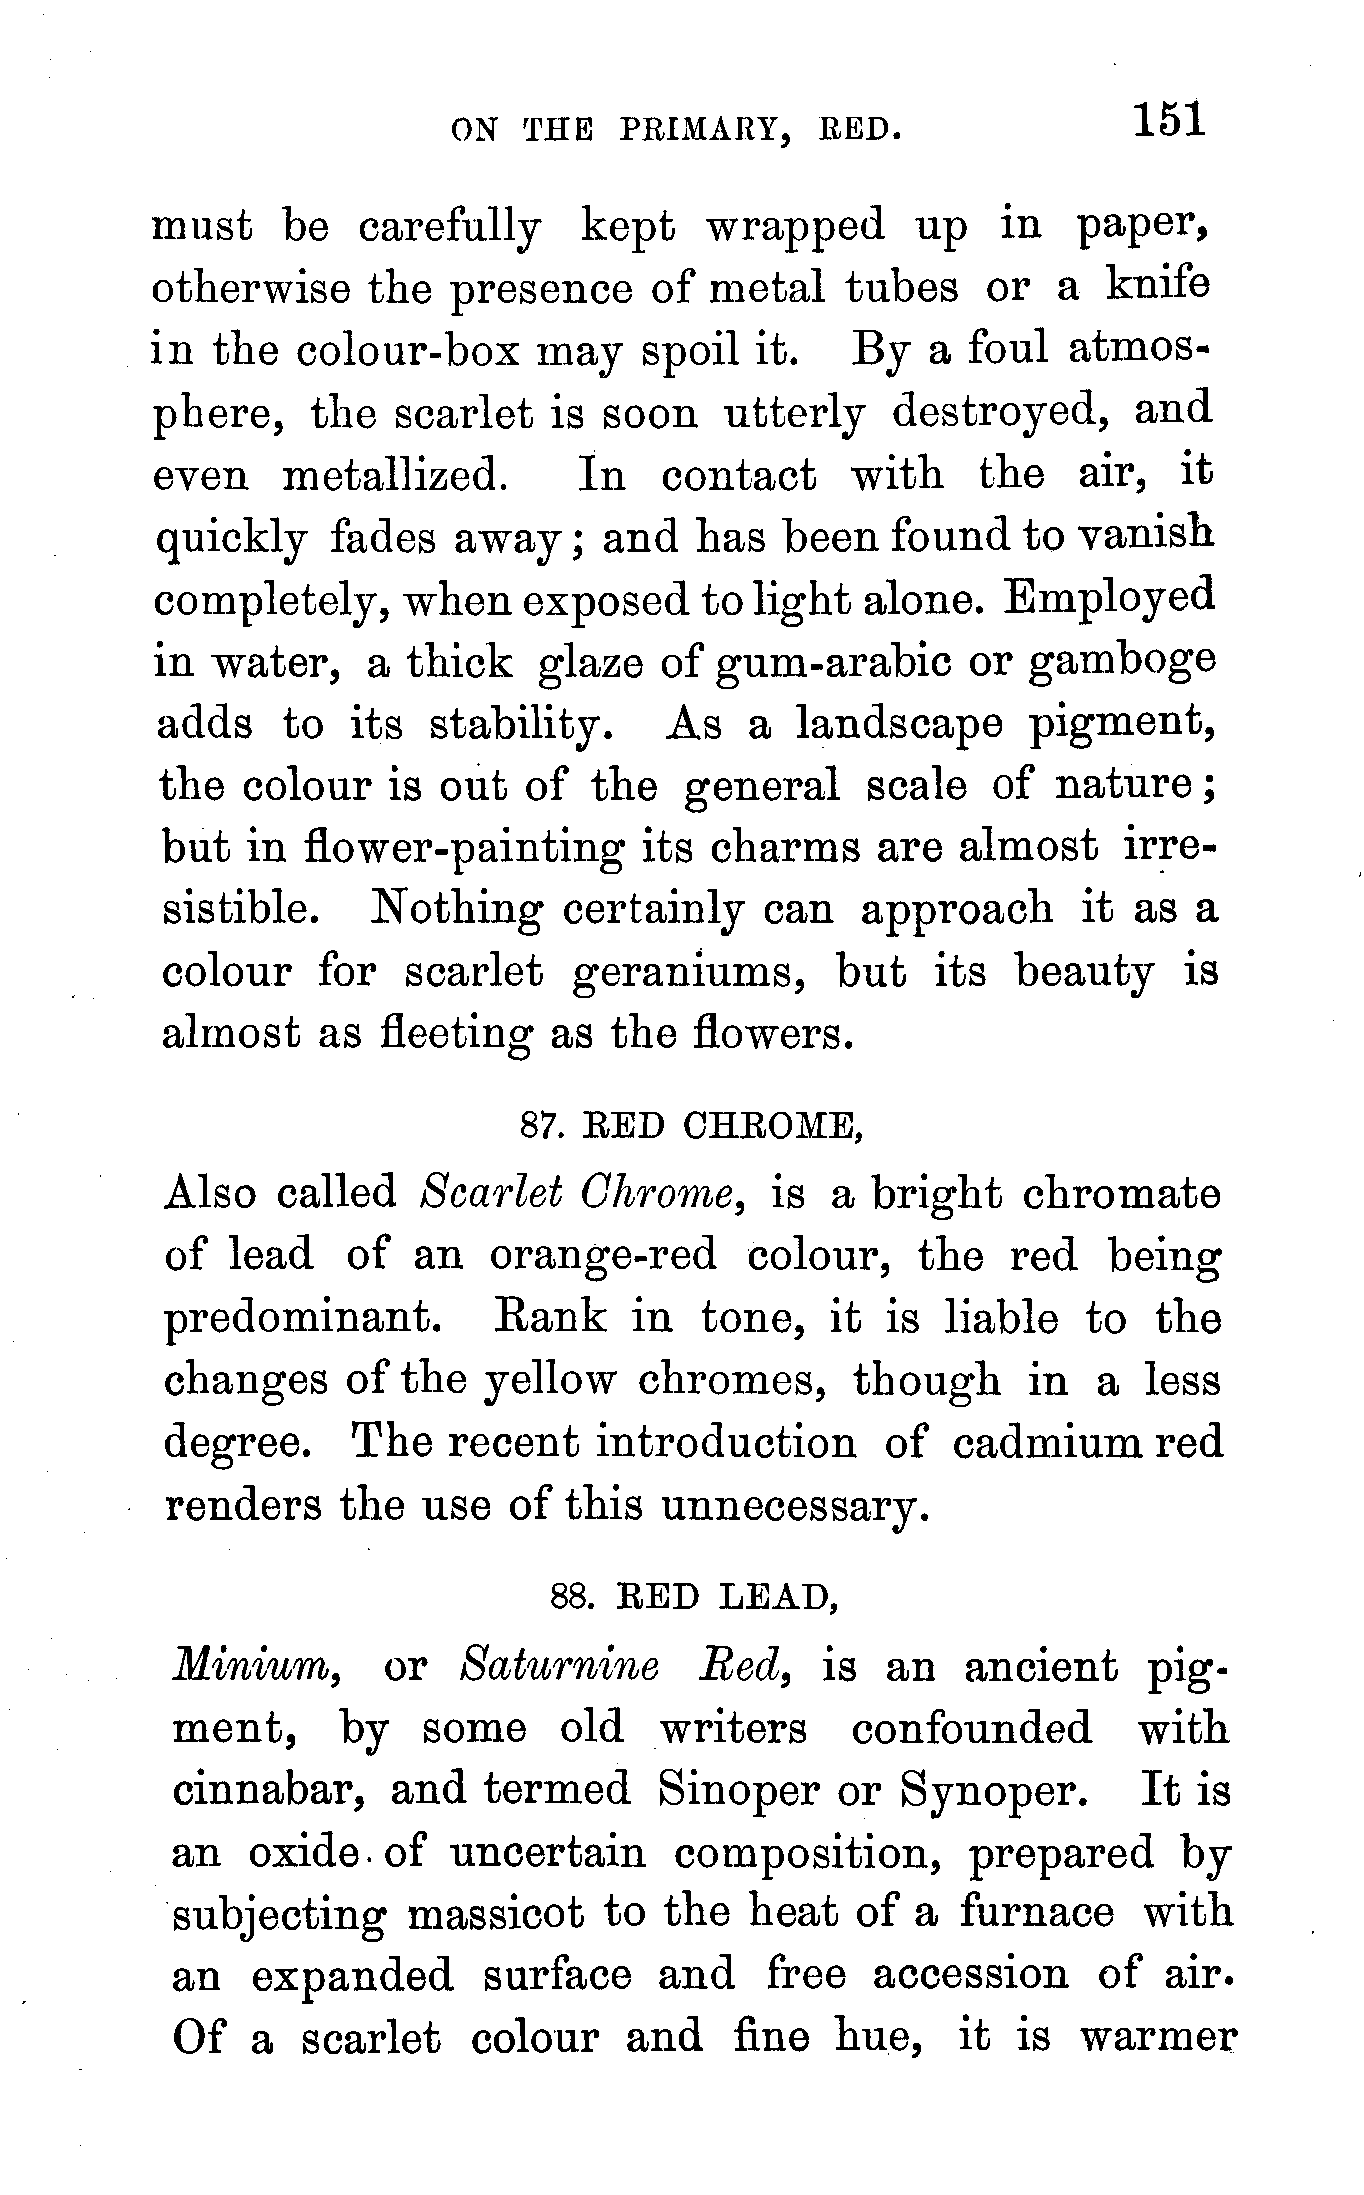 ON THE PRIMARY, RED. 151
must be carefully kept wrapped up in paper,
otherwise the presence of metal tubes or a knife
in the colour-box may spoil it. By a foul atmos-
phere, the scarlet is soon utterly destroyed, and
even metallized. In contact with the air, it
quickly fades away; and has been found to vanish
completely, when exposed to light alone. Employed
in water, a thick glaze of gum-arabic or gamboge
adds to its stability. As a landscape pigment,
the colour is out of the general scale of nature;
but in flower-painting its charms are almost irre-
sistible. Nothing certainly can approach it as a
colour for scarlet geraniums, but its beauty is
almost as fleeting as the flowers.
87. RED CHROME,
Also called Scarlet Chrome, is a bright chromate
of lead of an orange-red colour, the red being
predominant. Rank in tone, it is liable to the
changes of the yellow chromes, though in a less
degree. The recent introduction of cadmium red
renders the use of this unnecessary.
88. RED LEAD,
Minium, or Saturnine Red, is an ancient pig-
ment, by some old writers confounded with
cinnabar, and termed Sinoper or Synoper. It is
an oxide of uncertain composition, prepared by
subjecting massicot to the heat of a furnace with
an expanded surface and free accession of air.
Of a scarlet colour and fine hue, it is warmer